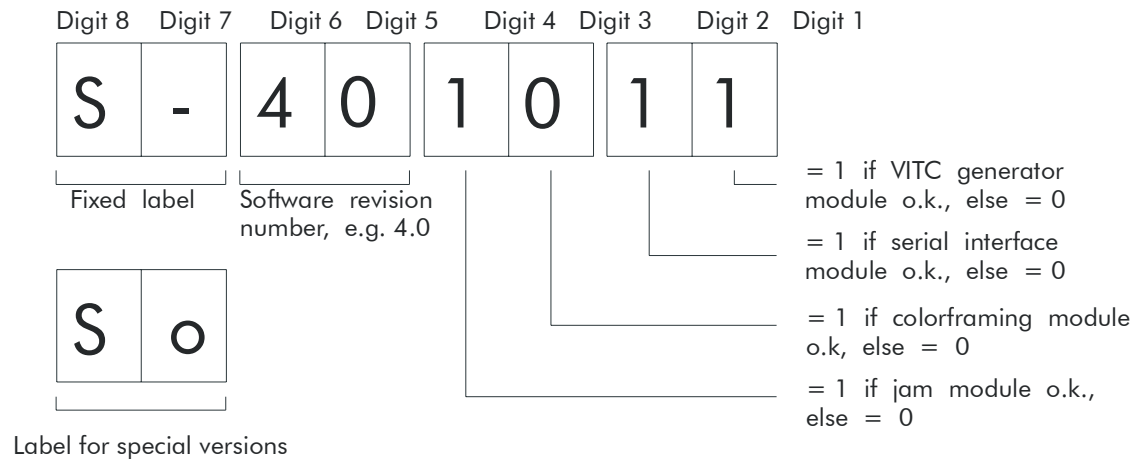 Digit 8 Digit 7 Digit 6 Digit 5 Digit 4 Digit 3 Digit 2 Digit 1
S - 4 0 1 0 1 1
= 1 if VITC generator
module o.k., else = 0
Fixed label
Software revision
number, e.g. 4.0
= 1 if serial interface
module o.k., else = 0
S o
= 1 if colorframing module
o.k, else = 0
= 1 if jam module o.k.,
else = 0
Label for special versions